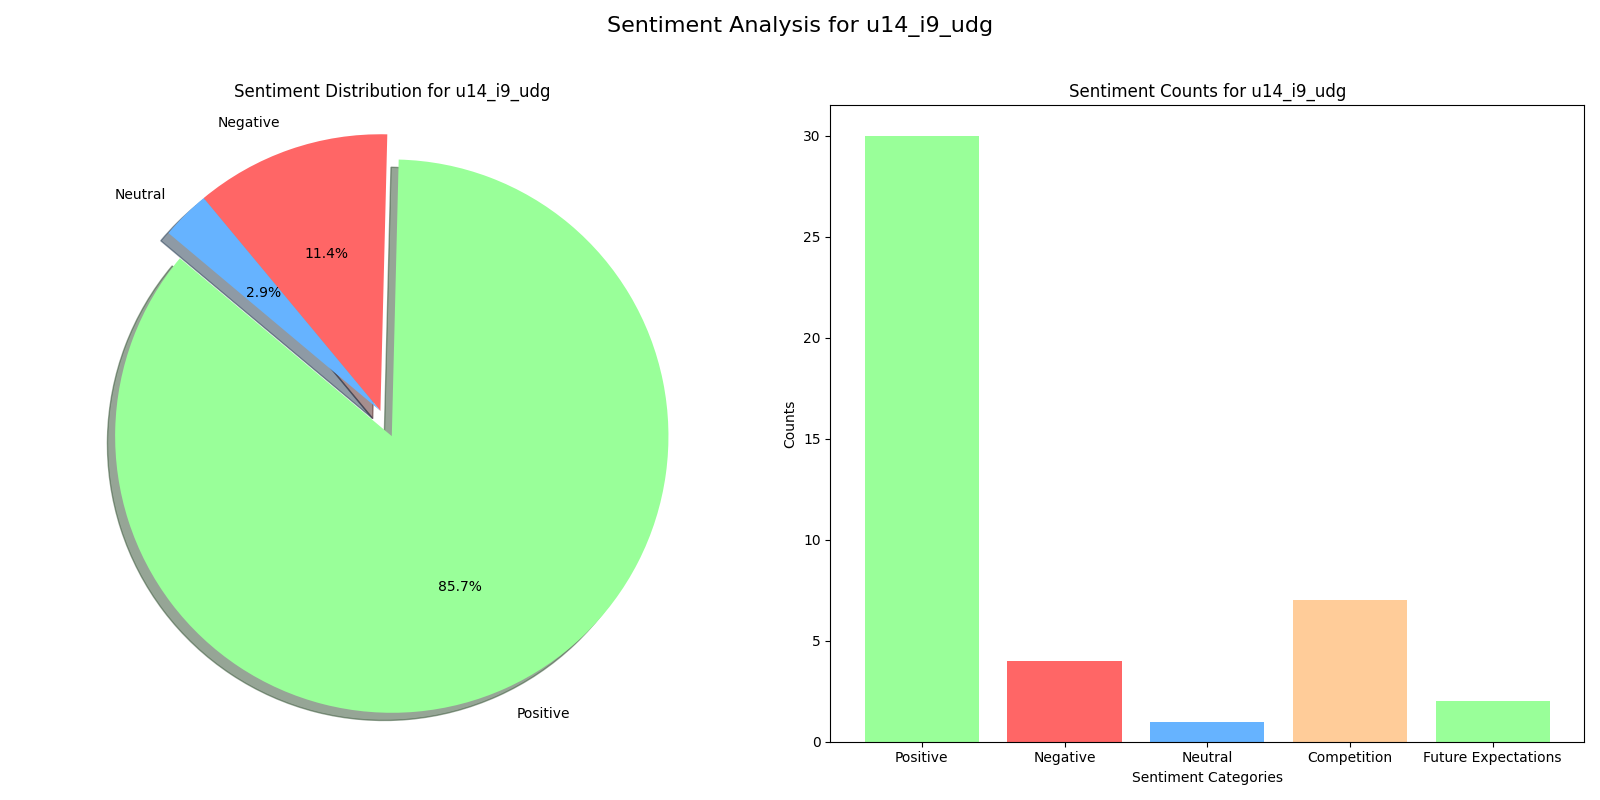 Sentiment Analysis for u14_i9_udg
Sentiment Distribution for u14_i9_udg
Negative
Neutral
11.4%
2.9%
85.7%
Positive
Sentiment Counts for u14_i9_udg
Counts
30
25
20
15
10
5
0
Positive
Negative
Neutral
Competition
Future Expectations
Sentiment Categories